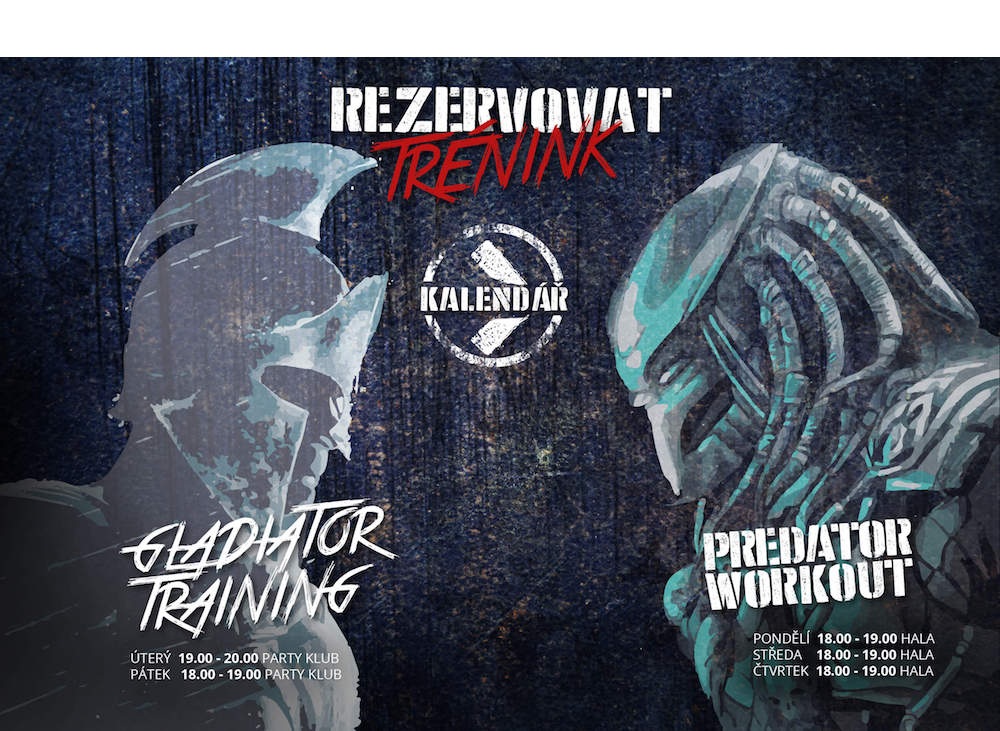 REZERVOVAT
TRÉNINK
KALENDÁŘ
GLADIATOR
TRAINING
ÚTERÝ 19.00 - 20.00 PARTY KLUB
PÁTEK 18.00 - 19.00 PARTY KLUB
PREDATOR
WORKOUT
PONDĚLÍ 18.00 - 19.00 HALA
STŘEDA 18.00 - 19.00 HALA
ČTVRTEK 18.00 - 19.00 HALA